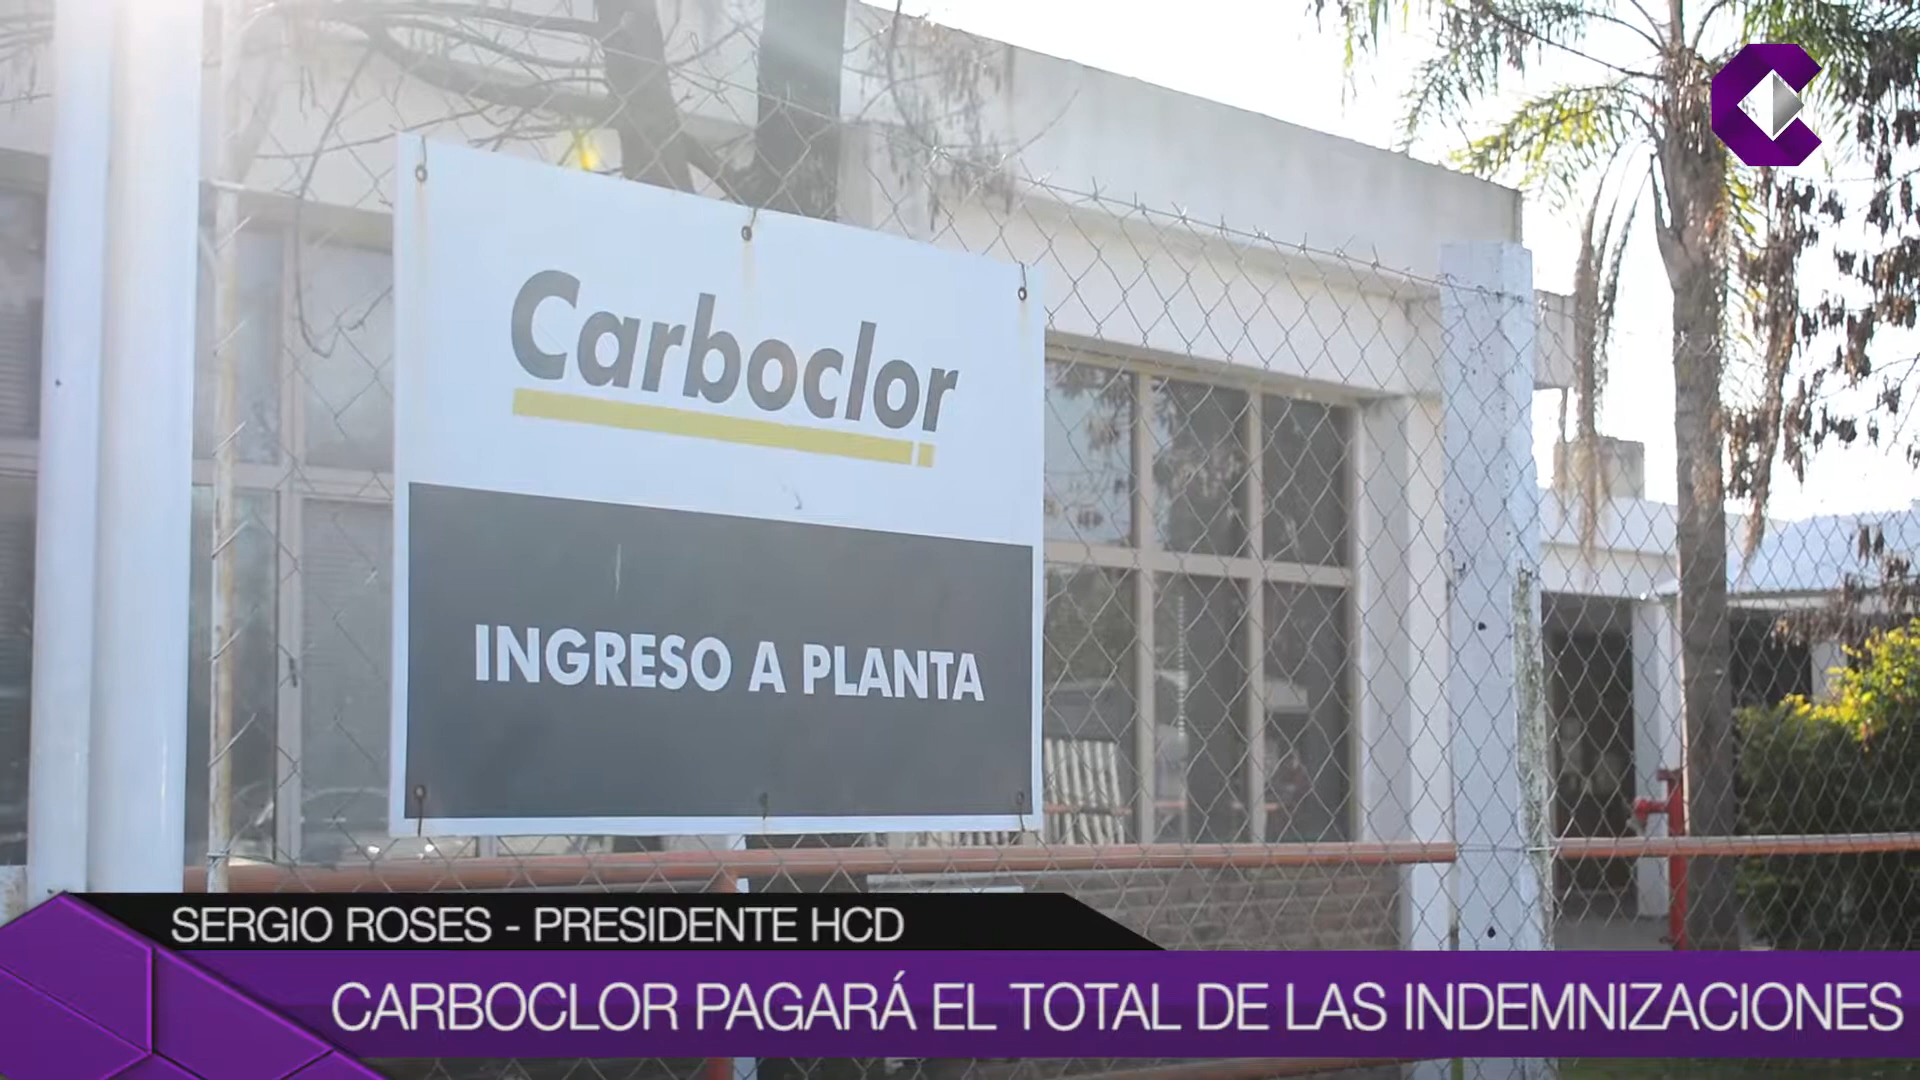 Carboclor
INGRESO A PLANTA
SERGIO ROSES - PRESIDENTE HCD
CARBOCLOR PAGARÁ EL TOTAL DE LAS INDEMNIZACIONES